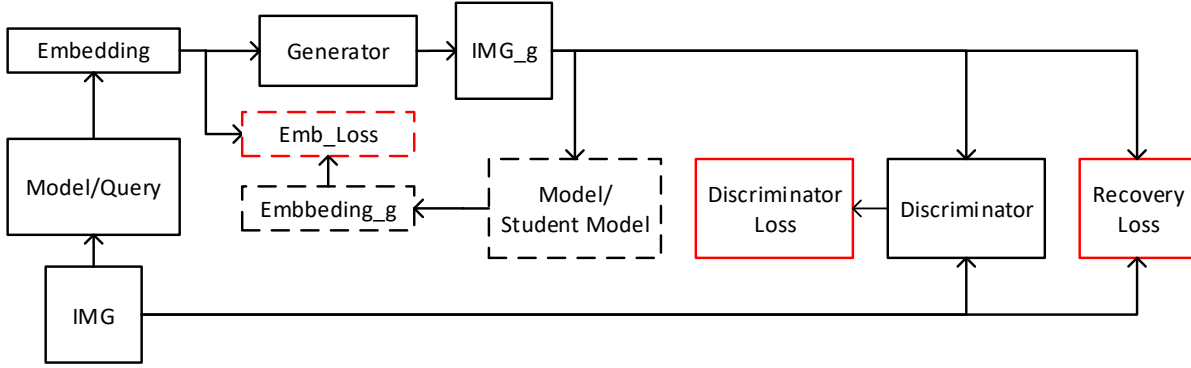 Embedding
Generator
IMG_g
Emb_Loss
Model/Query
Embbeding_g
Model/
Student Model
Discriminator
Loss
Discriminator
Recovery
Loss
IMG